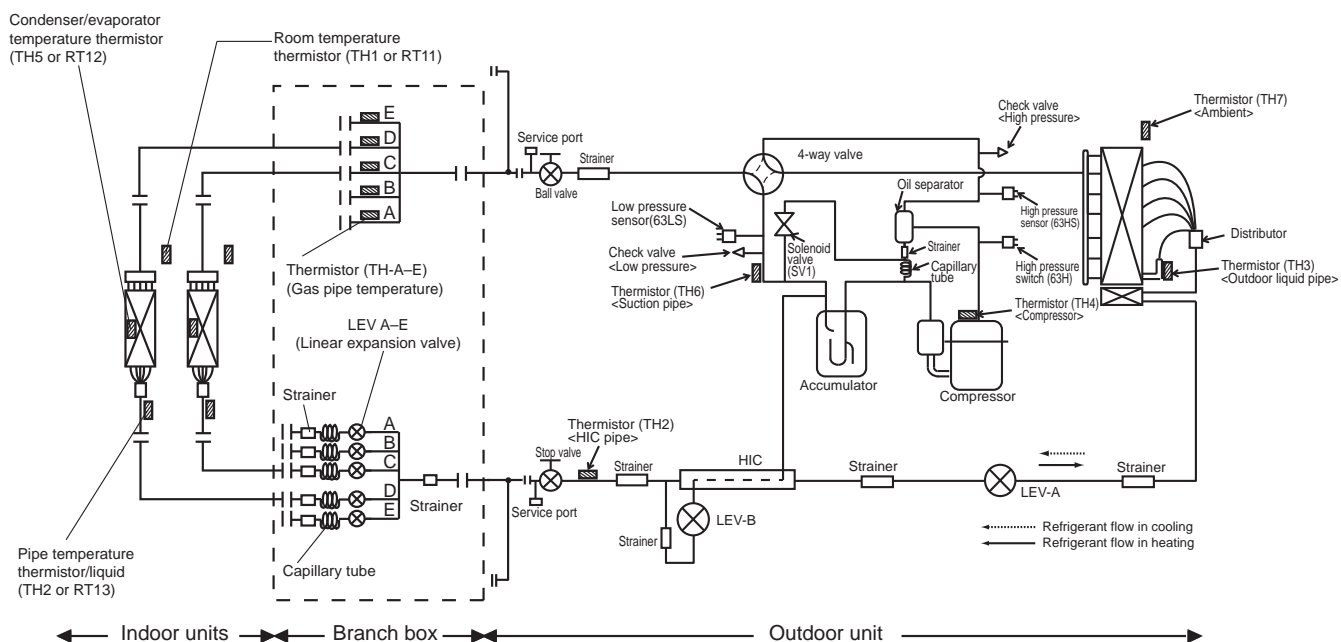 Condenser/evaporator
temperature thermistor
(TH5 or RT12)
Room temperature
thermistor (TH1 or RT11)
E
D
C
B
A
Thermistor (TH-A–E)
(Gas pipe temperature)
LEV A–E
(Linear expansion valve)
Strainer
A
B
C
D
E
Strainer
Capillary tube
Pipe temperature
thermistor/liquid
(TH2 or RT13)
Service port
Ball valve
Strainer
4-way valve
Check valve
<High pressure>
Thermistor (TH7)
<Ambient>
Low pressure
sensor(63LS)
Check valve
<Low pressure>
Thermistor (TH6)
<Suction pipe>
Solenoid
valve
(SV1)
Oil separator
Strainer
Capillary
tube
High pressure
sensor (63HS)
High pressure
switch (63H)
Thermistor (TH4)
<Compressor>
Distributor
Thermistor (TH3)
<Outdoor liquid pipe>
Accumulator
Compressor
Thermistor (TH2)
<HIC pipe>
Stop valve
Service port
Strainer
HIC
Strainer
LEV-B
Strainer
LEV-A
Strainer
Refrigerant flow in cooling
Refrigerant flow in heating
Indoor units
Branch box
Outdoor unit